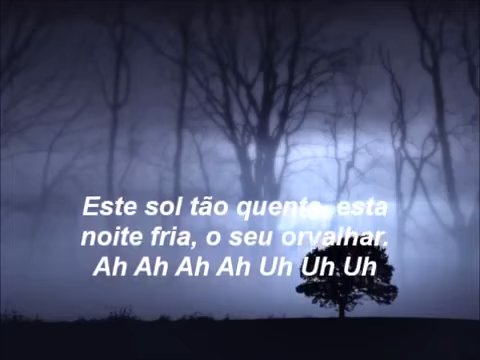 Este sol tão quente, esta
noite fria, o seu orvalhar.
Ah Ah Ah Ah Uh Uh Uh